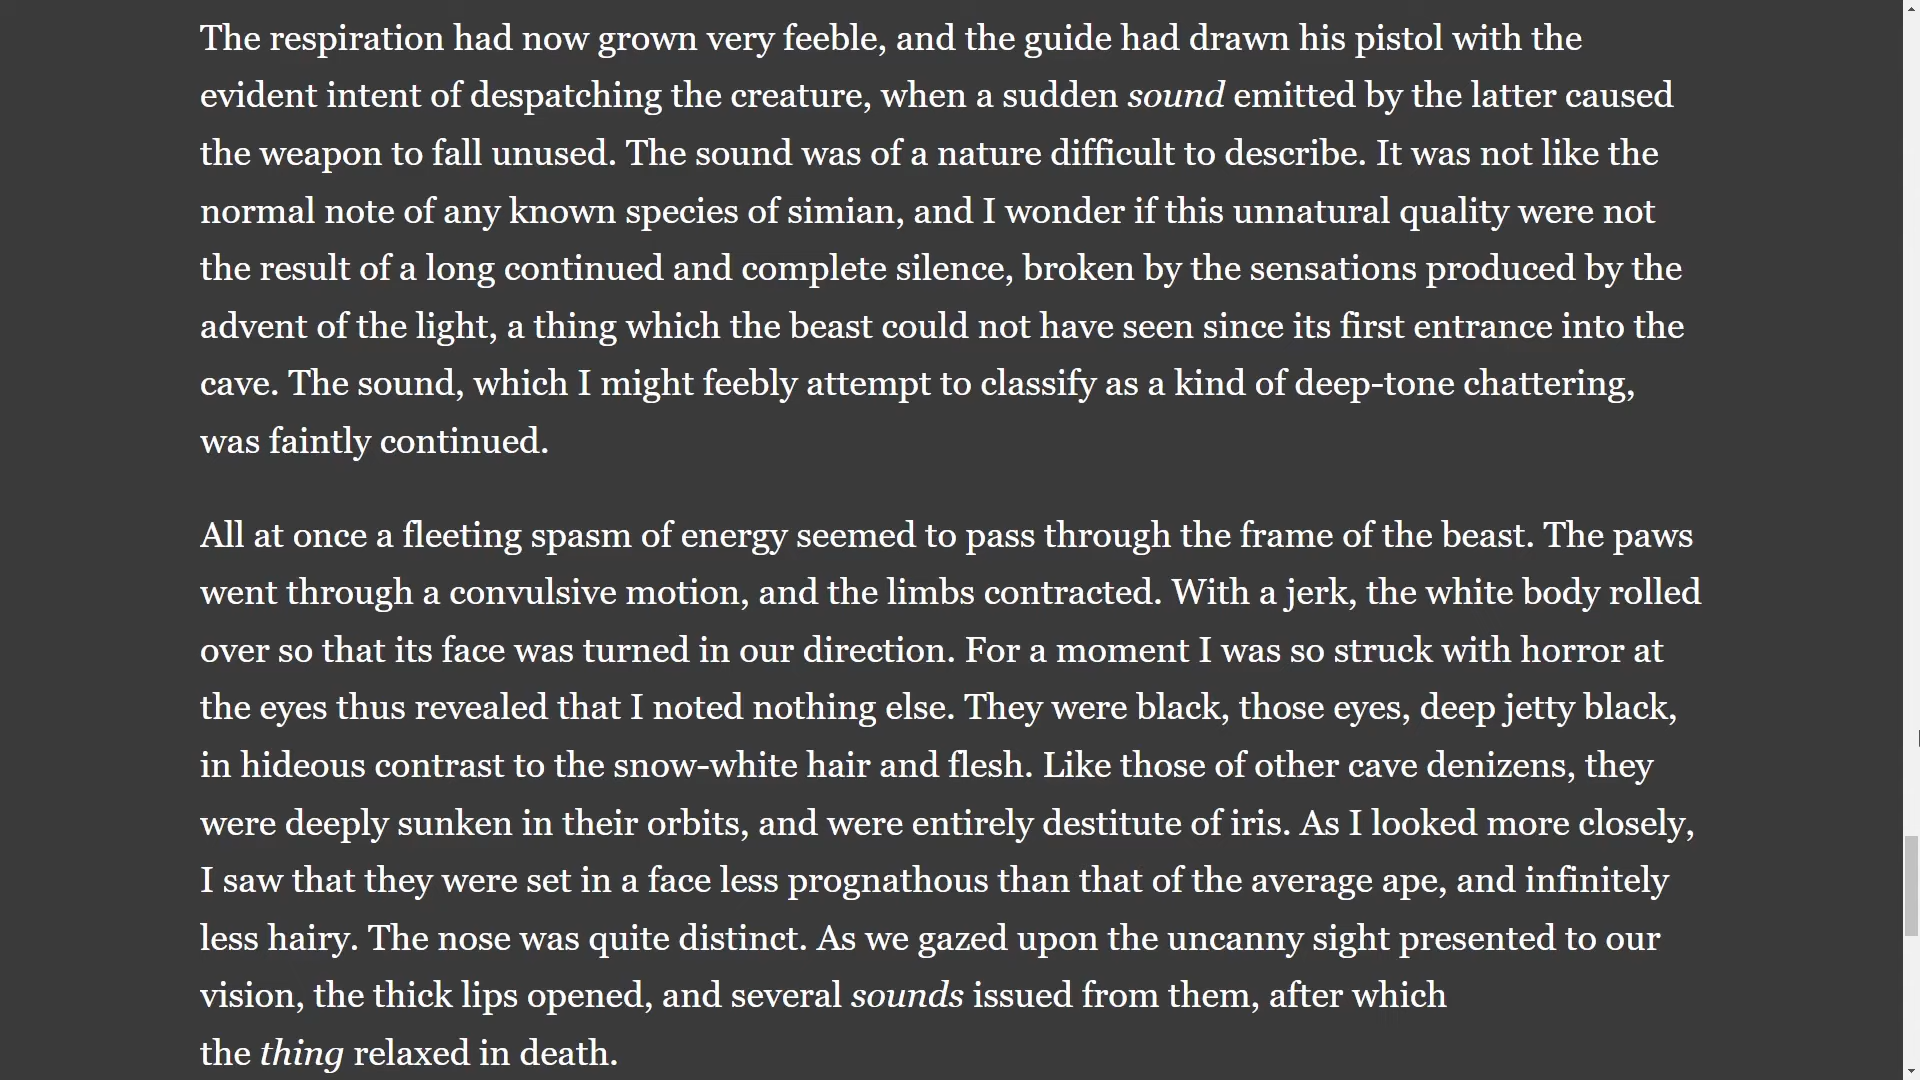 The respiration had now grown very feeble, and the guide had drawn his pistol with the
evident intent of despatching the creature, when a sudden sound emitted by the latter caused
the weapon to fall unused. The sound was of a nature difficult to describe. It was not like the
normal note of any known species of simian, and I wonder if this unnatural quality were not
the result of a long continued and complete silence, broken by the sensations produced by the
advent of the light, a thing which the beast could not have seen since its first entrance into the
cave. The sound, which I might feebly attempt to classify as a kind of deep-tone chattering,
was faintly continued.
All at once a fleeting spasm of energy seemed to pass through the frame of the beast. The paws
went through a convulsive motion, and the limbs contracted. With a jerk, the white body rolled
over so that its face was turned in our direction. For a moment I was so struck with horror at
the eyes thus revealed that I noted nothing else. They were black, those eyes, deep jetty black,
in hideous contrast to the snow-white hair and flesh. Like those of other cave denizens, they
were deeply sunken in their orbits, and were entirely destitute of iris. As I looked more closely,
I saw that they were set in a face less prognathous than that of the average ape, and infinitely
less hairy. The nose was quite distinct. As we gazed upon the uncanny sight presented to our
vision, the thick lips opened, and several sounds issued from them, after which
the thing relaxed in death.